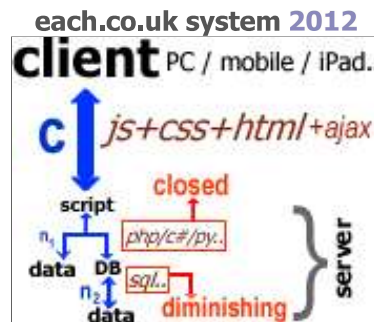 each.co.uk system 2012
client PC / mobile / iPad.
C js+css+html +ajax
closed
script
n1 php/c#/py..
data DB sql..
n2 diminishing
data
server